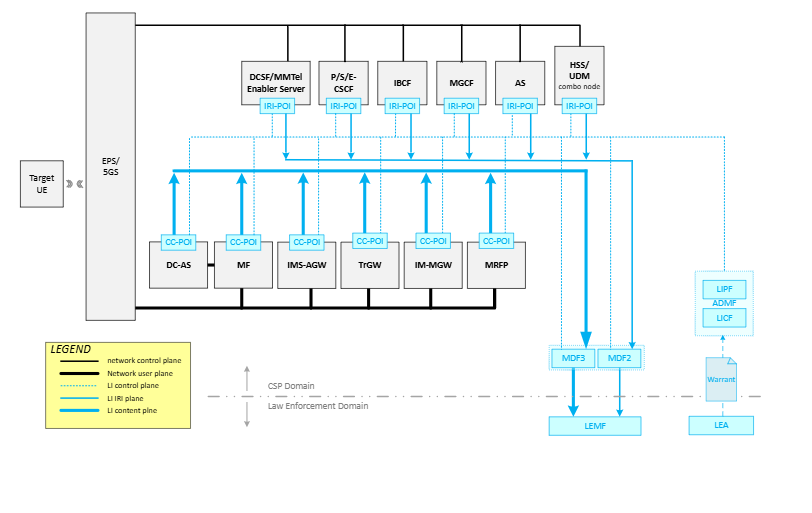 DCSF/MMTel
Enabler Server
IRI-POI
P/S/E-
CSCF
IRI-POI
IBCF
IRI-POI
MGCF
IRI-POI
AS
IRI-POI
HSS/
UDM
combo node
IRI-POI
EPS/
5GS
Target
UE
CC-POI
DC-AS
CC-POI
MF
CC-POI
IMS-AGW
CC-POI
TrGW
CC-POI
IM-MGW
CC-POI
MRFP
LIPF
ADMF
LICF
LEGEND
network control plane
Network user plane
LI control plane
LI IRI plane
LI content plne
CSP Domain
Law Enforcement Domain
MDF3
MDF2
Warrant
LEMF
LEA